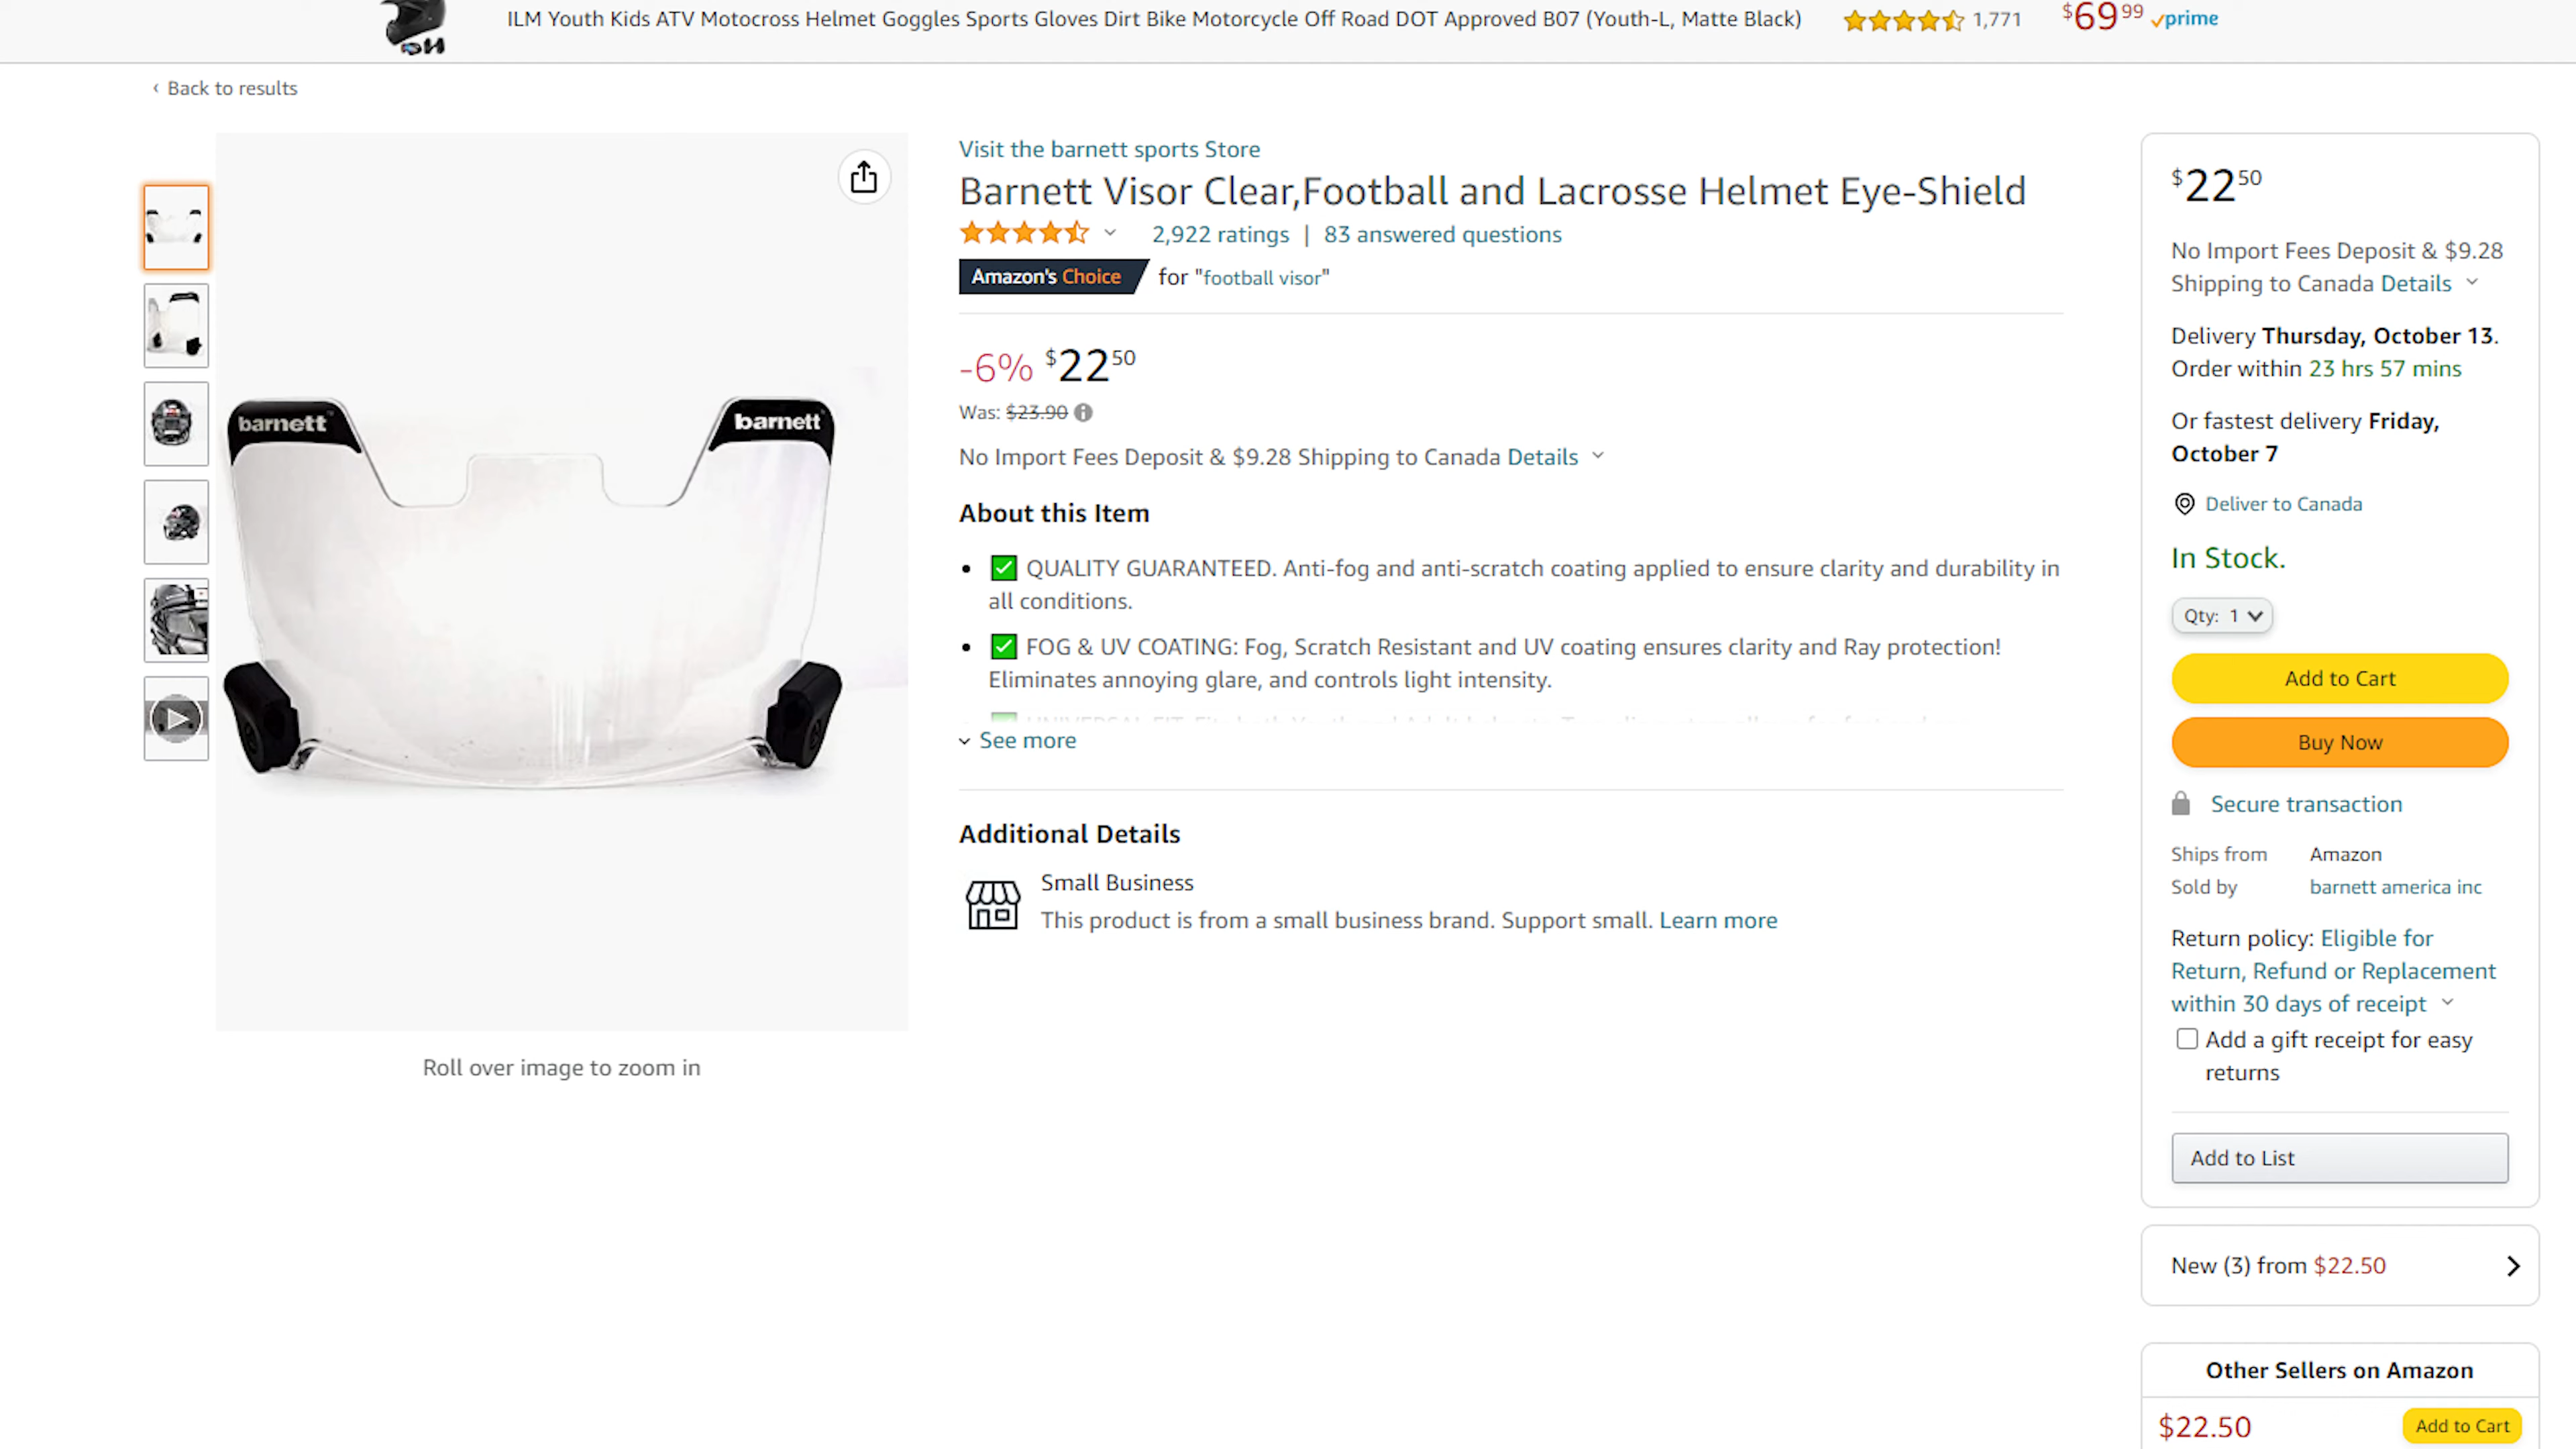 ILM Youth Kids ATV Motocross Helmet Goggles Sports Gloves Dirt Bike Motorcycle Off Road DOT Approved B07 (Youth-L, Matte Black) 1,771 $69 99 prime
‹ Back to results
barnett barnett
Roll over image to zoom in
Visit the barnett sports Store
Barnett Visor Clear,Football and Lacrosse Helmet Eye-Shield
2,922 ratings | 83 answered questions
Amazon's Choice for "football visor"
-6% $22 50
Was: $23.90
No Import Fees Deposit & $9.28 Shipping to Canada Details
About this Item
• QUALITY GUARANTEED. Anti-fog and anti-scratch coating applied to ensure clarity and durability in
all conditions.
• FOG & UV COATING: Fog, Scratch Resistant and UV coating ensures clarity and Ray protection!
Eliminates annoying glare, and controls light intensity.
See more
Additional Details
Small Business
This product is from a small business brand. Support small. Learn more
$22 50
No Import Fees Deposit & $9.28
Shipping to Canada Details
Delivery Thursday, October 13.
Order within 23 hrs 57 mins
Or fastest delivery Friday,
October 7
Deliver to Canada
In Stock.
Qty: 1
Add to Cart
Buy Now
Secure transaction
Ships from Amazon
Sold by barnett america inc
Return policy: Eligible for
Return, Refund or Replacement
within 30 days of receipt
Add a gift receipt for easy
returns
Add to List
New (3) from $22.50
Other Sellers on Amazon
$22.50 Add to Cart